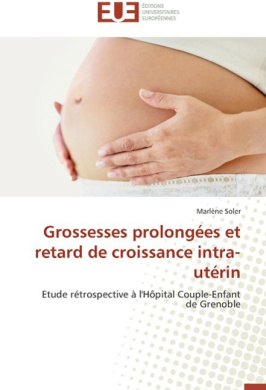 EUE
ÉDITIONS
UNIVERSITAIRES
EUROPÉENNES
Marlène Soler
Grossesses prolongées et
retard de croissance intra-
utérin
Etude rétrospective à l'Hôpital Couple-Enfant
de Grenoble